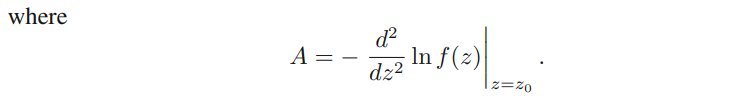 where
A = − d²/dz² ln f(z)|z=z₀ .